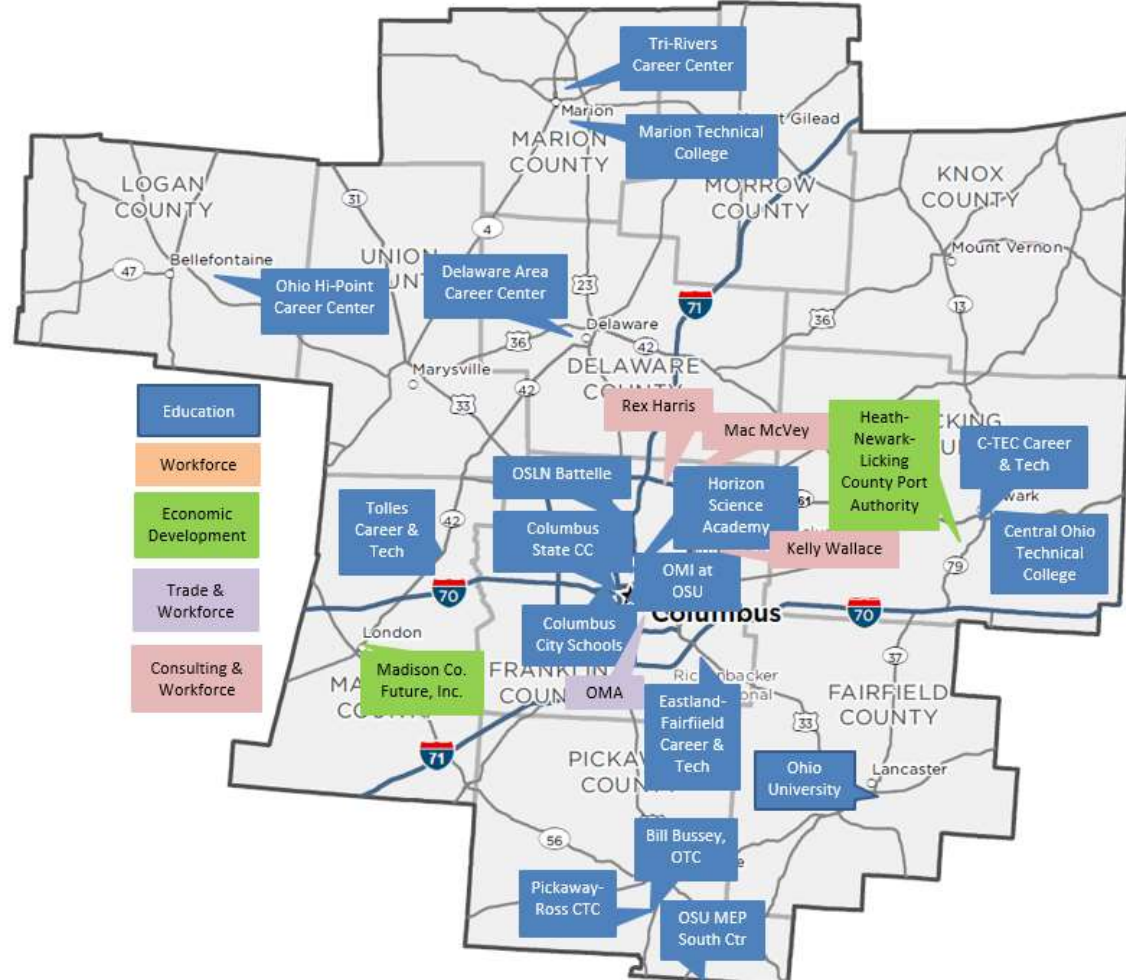 Tri-Rivers
Career Center
Marion
Marion Technical
College
Gilead
MARION
COUNTY
MORROW
COUNTY
KNOX
COUNTY
LOGAN
COUNTY
31
4
Mount Vernon
Bellefontaine
47
UNION
Ohio Hi-Point
Career Center
Delaware Area
Career Center
23
71
13
36
Delaware
36
42
Marysville
DELAWARE
42
33
Education
Workforce
Economic
Development
Trade &
Workforce
Consulting &
Workforce
Rex Harris
Mac McVey
Heath-
Newark-
Licking
County Port
Authority
C-TEC Career
& Tech
OSLN Battelle
Horizon
Science
Academy
Tolles
Career &
Tech
42
Columbus
State CC
Central Ohio
Technical
College
Kelly Wallace
79
OMI at
OSU
70
Columbus
70
Columbus
City Schools
London
37
Madison Co.
Future, Inc.
FRANKLIN
OMA
FAIRFIELD
COUNTY
Eastland-
Fairfiield
Career &
Tech
33
71
COUNTY
Ohio
University
Lancaster
56
Bill Bussey,
OTC
Pickaway-
Ross CTC
OSU MEP
South Ctr